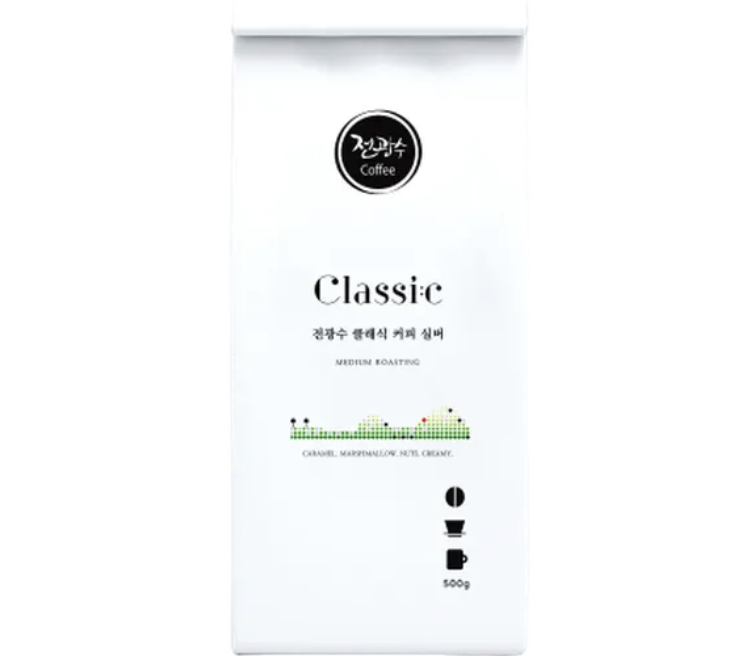 전광수
Coffee
Classi:c
전광수 클래식 커피 실버
MEDIUM ROASTING
CARAMEL, MARSHMALLOW, NUTS, CREAMY.
500g